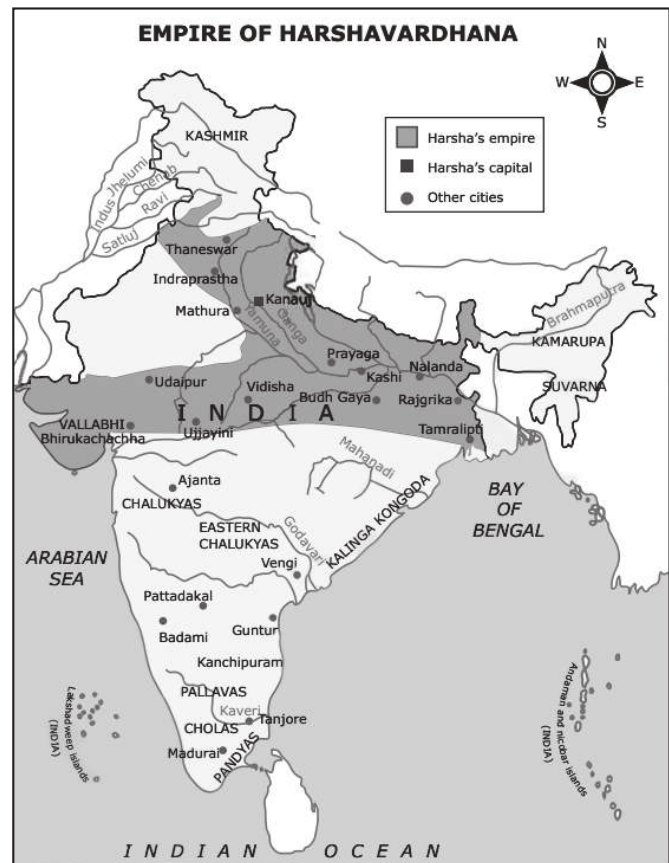 EMPIRE OF HARSHAVARDHANA
N
W E
S
Harsha's empire
Harsha's capital
Other cities
KASHMIR
Indus
Jhelumi
Chenab
Ravi
Satluj
Thaneswar
Indraprastha
Kanauj
Mathura
Yamuna
Ganga
Brahmaputra
KAMARUPA
SUVARNA
Prayaga
Kashi
Nalanda
Udaipur
Vidisha
Budh Gaya
Rajgrika
INDIA
VALLABHI
Bhirukachachha
Ujjayini
Tamralipti
Mahanadi
Ajanta
CHALUKYAS
EASTERN
CHALUKYAS
Godavari
KALINGA KONGODA
BAY
OF
BENGAL
ARABIAN
SEA
Vengi
Pattadakal
Badami
Guntur
Kanchipuram
PALLAVAS
Kaveri
Tanjore
CHOLAS
Madurai
PANDYAS
Lakshad weep islands
(INDIA)
Andaman and nicobar islands
(INDIA)
INDIAN OCEAN